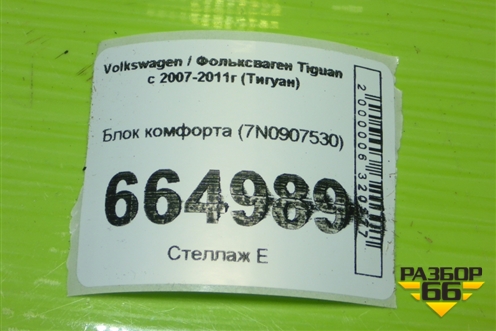 Volkswagen / Фольксваген Tiguan
с 2007-2011г (Тигуан)
Блок комфорта (7N0907530)
664989
Стеллаж Е
РАЗБОР
66